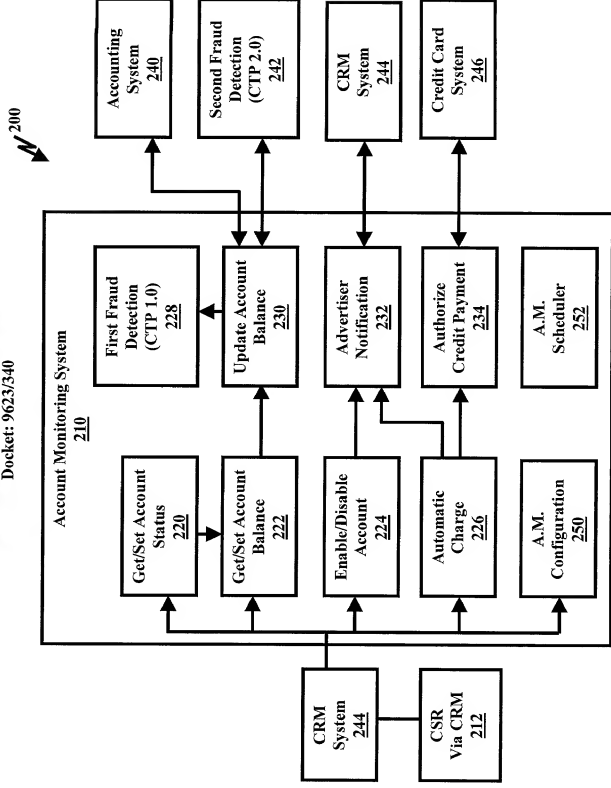 Docket: 9623/340
200
Account Monitoring System
210
CRM
System
244
CSR
Via CRM
212
Get/Set Account
Status
220
Get/Set Account
Balance
222
Enable/Disable
Account
224
Automatic
Charge
226
A.M.
Configuration
250
First Fraud
Detection
(CTP 1.0)
228
Update Account
Balance
230
Advertiser
Notification
232
Authorize
Credit Payment
234
A.M.
Scheduler
252
Accounting
System
240
Second Fraud
Detection
(CTP 2.0)
242
CRM
System
244
Credit Card
System
246